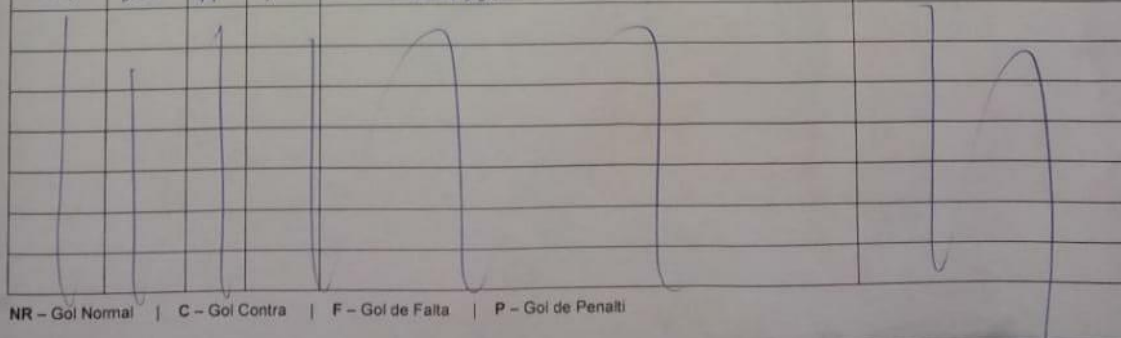 NR – Gol Normal | C – Gol Contra | F – Gol de Falta | P – Gol de Penalti